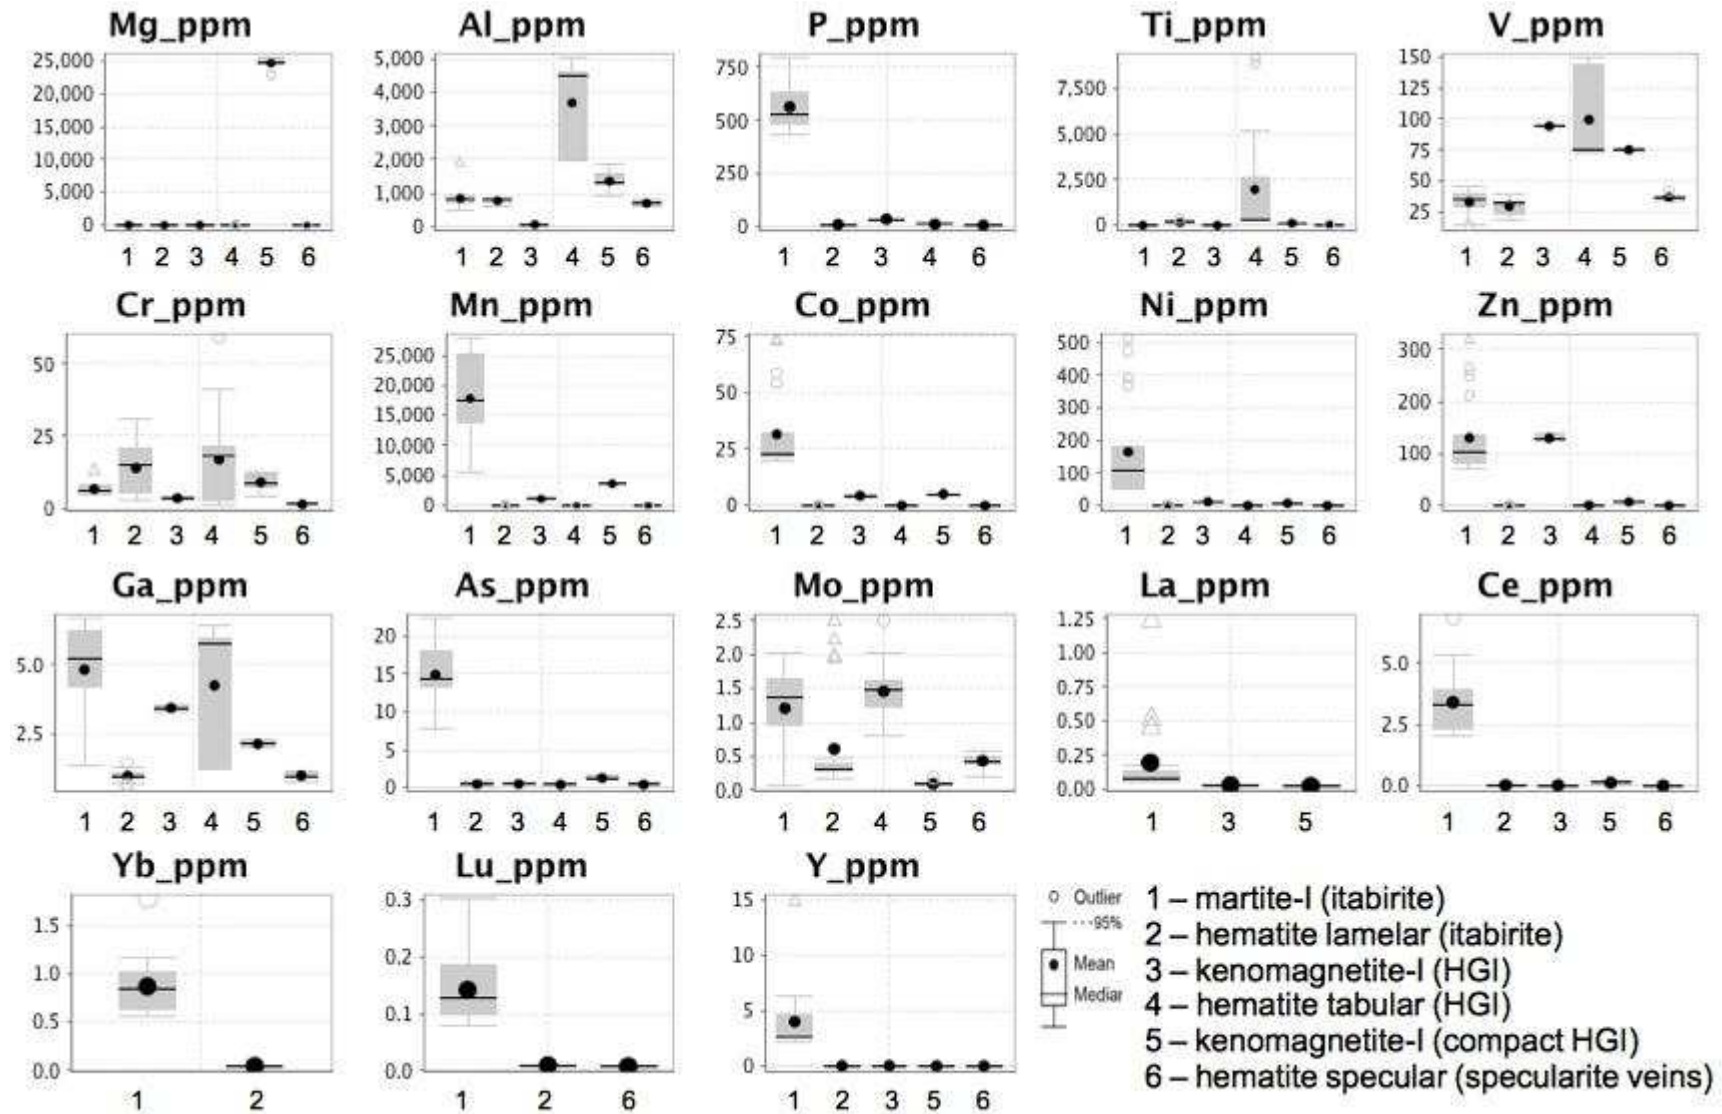 Mg_ppm Al_ppm P_ppm Ti_ppm V_ppm
25,000
20,000
15,000
10,000
5,000
0
1 2 3 4 5 6
5,000
4,000
3,000
2,000
1,000
0
1 2 3 4 5 6
750
500
250
0
1 2 3 4 6
7,500
5,000
2,500
0
1 2 3 4 5 6
150
125
100
75
50
25
1 2 3 4 5 6
Cr_ppm Mn_ppm Co_ppm Ni_ppm Zn_ppm
50
25
0
1 2 3 4 5 6
25,000
20,000
15,000
10,000
5,000
0
1 2 3 4 5 6
75
50
25
0
1 2 3 4 5 6
500
400
300
200
100
0
1 2 3 4 5 6
300
200
100
0
1 2 3 4 5 6
Ga_ppm As_ppm Mo_ppm La_ppm Ce_ppm
5.0
2.5
1 2 3 4 5 6
20
15
10
5
0
1 2 3 4 5 6
2.5
2.0
1.5
1.0
0.5
0.0
1 2 4 5 6
1.25
1.00
0.75
0.50
0.25
0.00
1 3 5
5.0
2.5
0.0
1 2 3 5 6
Yb_ppm Lu_ppm Y_ppm
1.5
1.0
0.5
0.0
1 2
0.3
0.2
0.1
0.0
1 2 6
15
10
5
0
1 2 3 5 6
Outlier
95%
Mean
Mediar
1 – martite-I (itabirite)
2 – hematite lamelar (itabirite)
3 – kenomagnetite-I (HGI)
4 – hematite tabular (HGI)
5 – kenomagnetite-I (compact HGI)
6 – hematite specular (specularite veins)